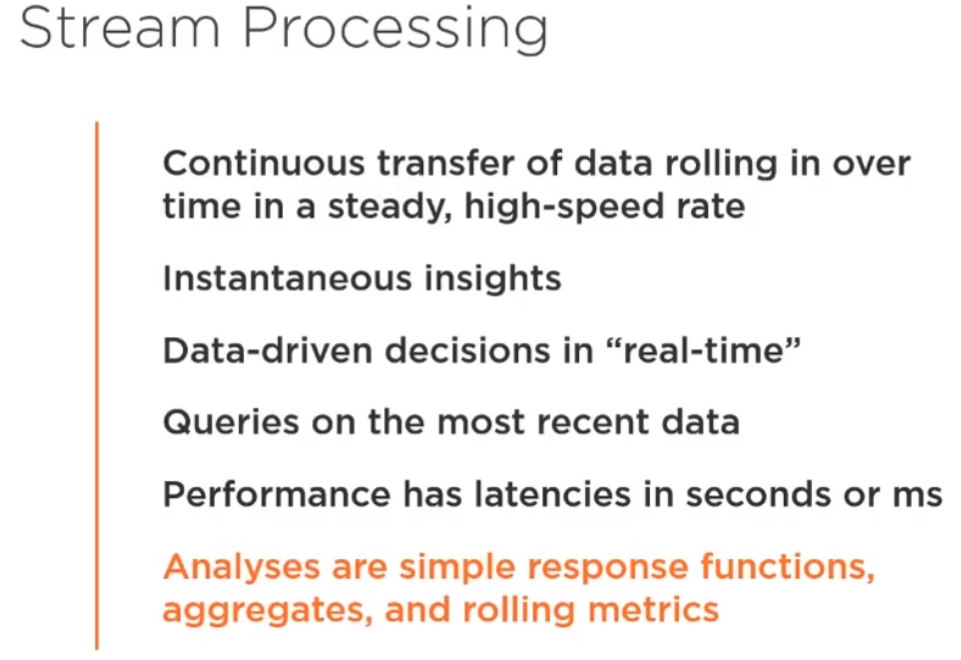 Stream Processing
Continuous transfer of data rolling in over
time in a steady, high-speed rate
Instantaneous insights
Data-driven decisions in “real-time”
Queries on the most recent data
Performance has latencies in seconds or ms
Analyses are simple response functions,
aggregates, and rolling metrics